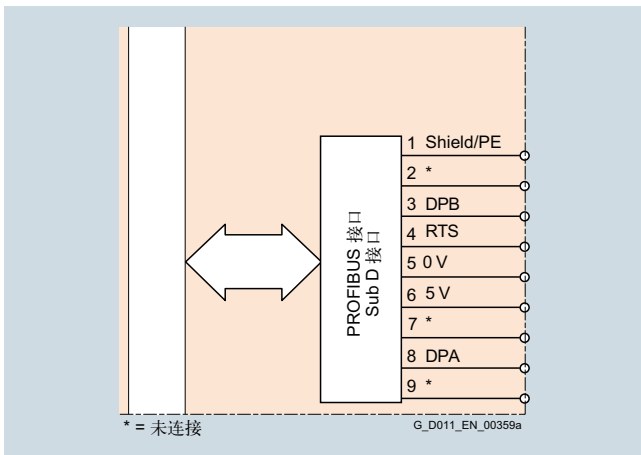 1 Shield/PE
2 *
3 DPB
4 RTS
5 0 V
6 5 V
7 *
8 DPA
9 *
PROFIBUS 接口
Sub D 接口
* = 未连接
G_D011_EN_00359a